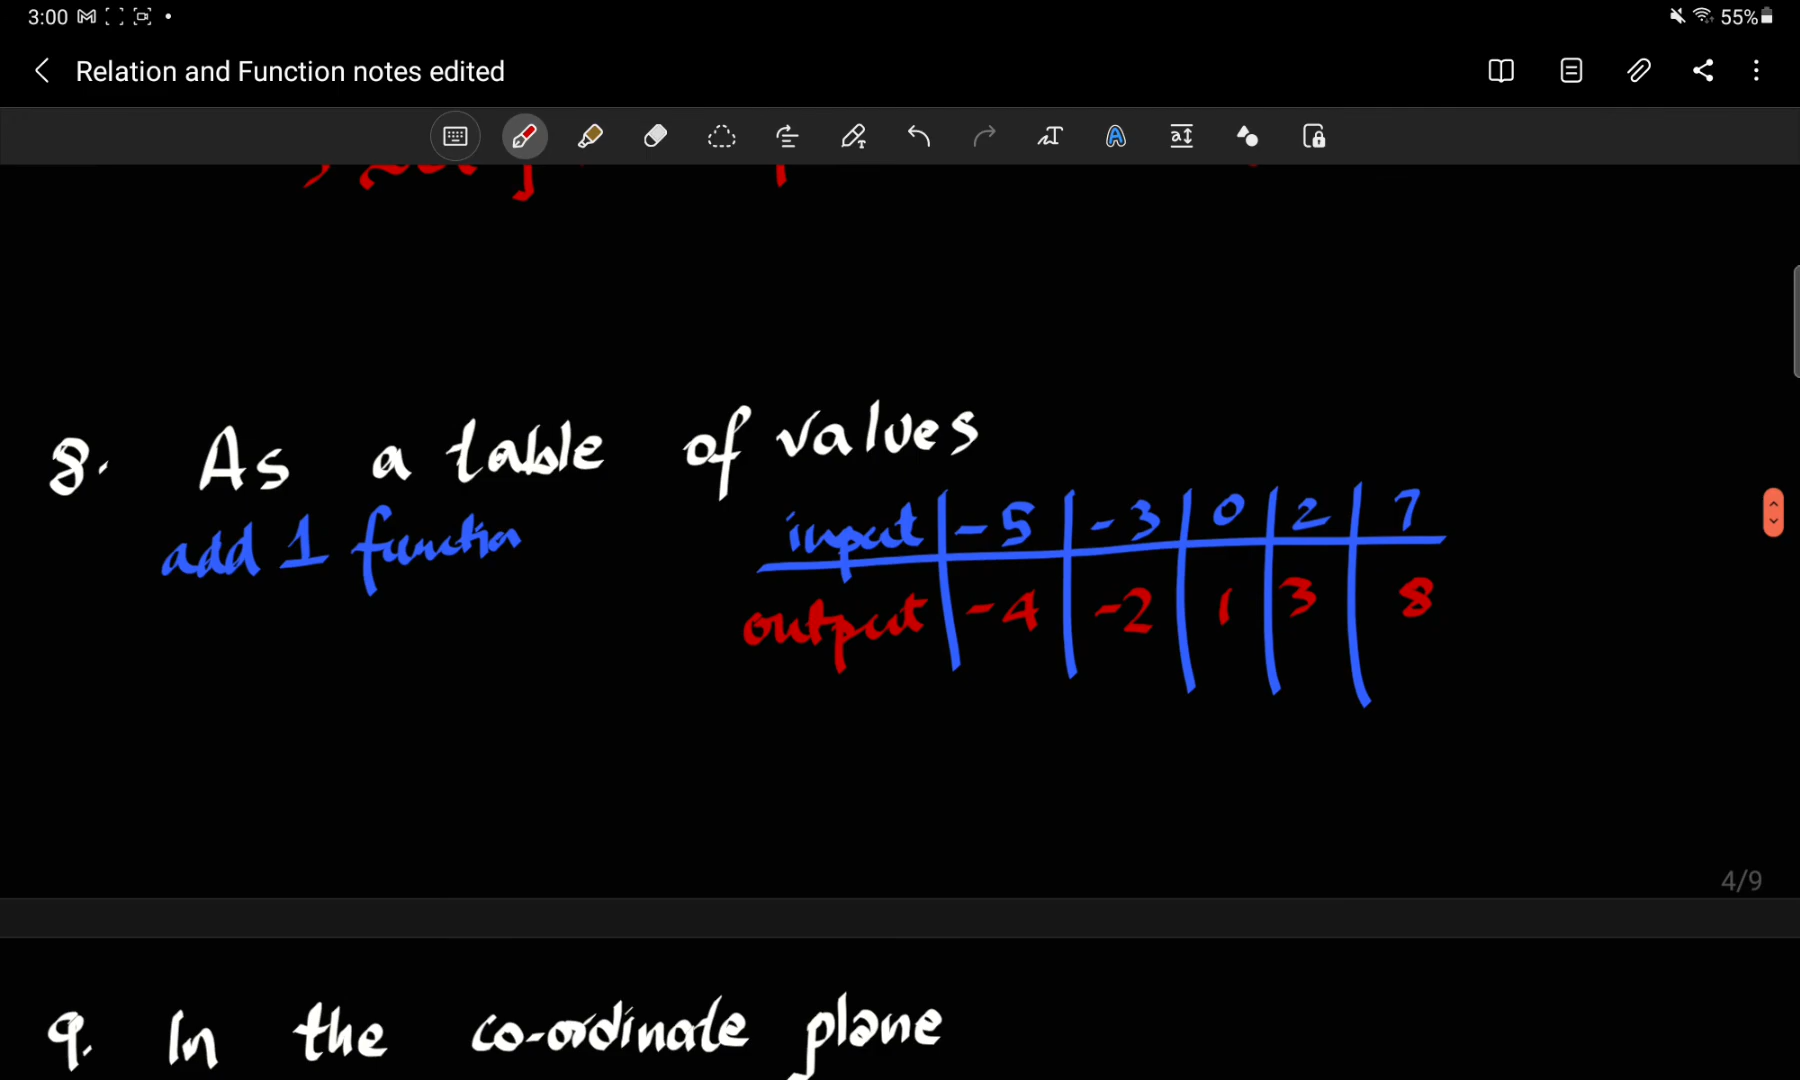 3:00
55%
Relation and Function notes edited
8. As a table of values
add 1 function
input -5 -3 0 2 7
output -4 -2 1 3 8
4/9
9. In the co-ordinate plane